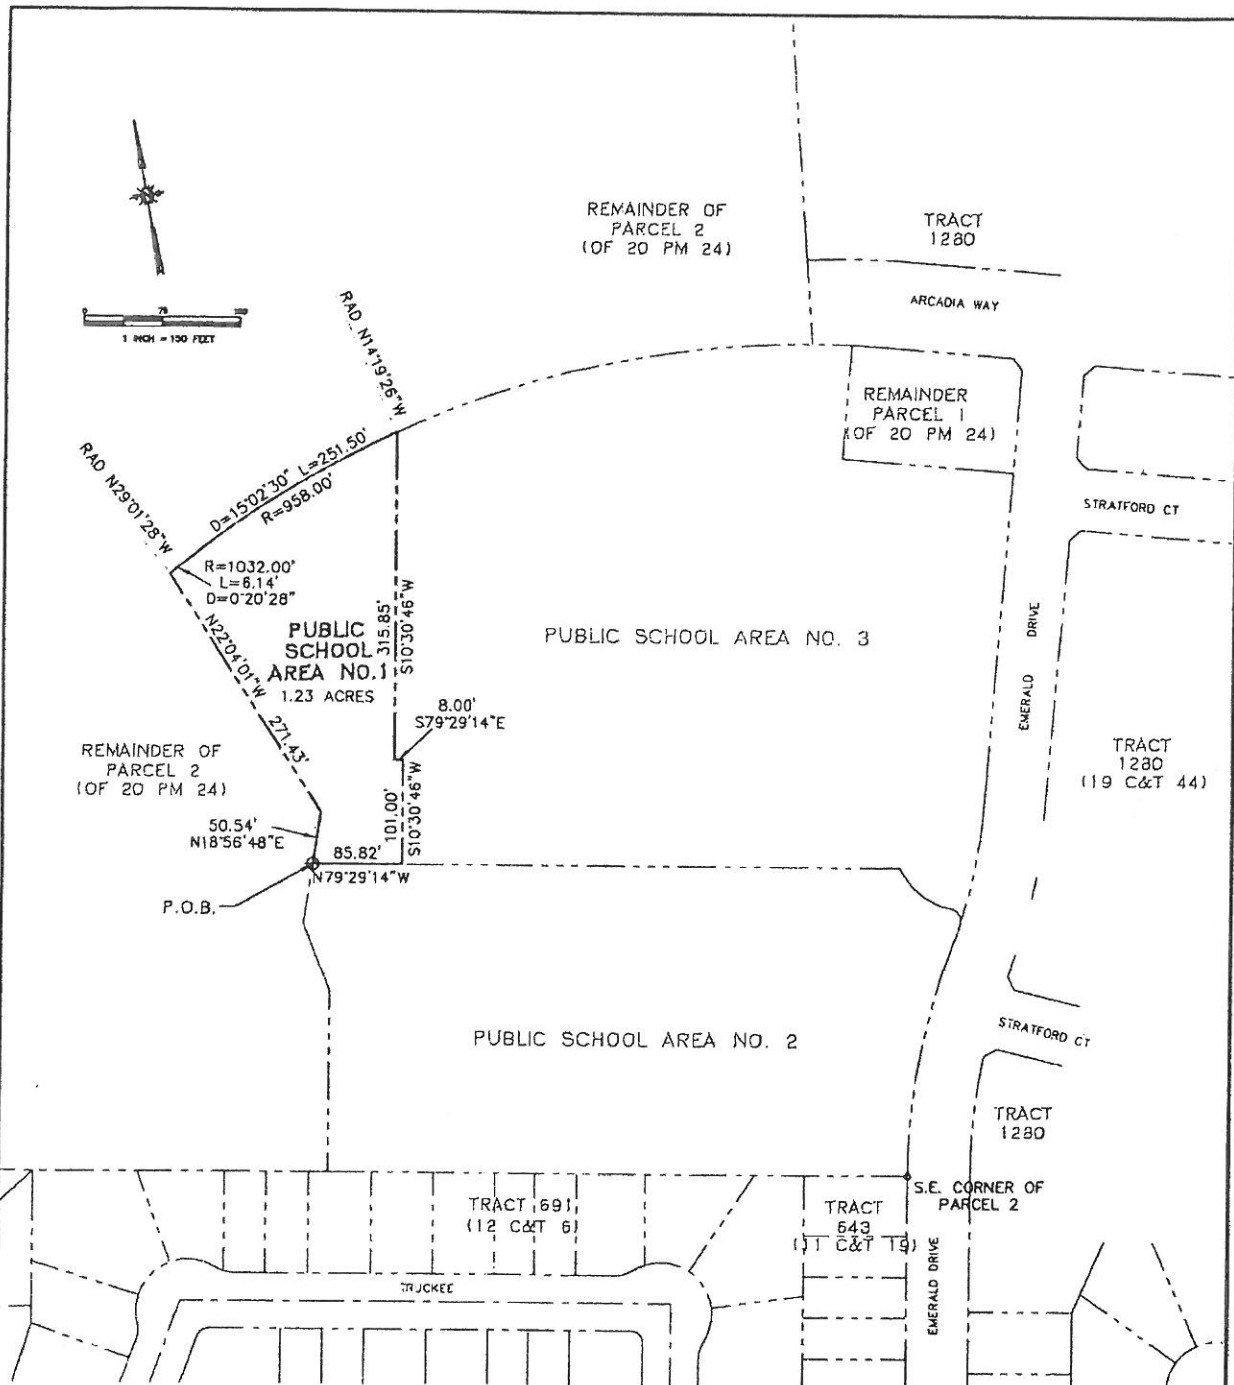 REMAINDER OF
PARCEL 2
(OF 20 PM 24)
TRACT
1280
ARCADIA WAY
0
75
150
1 INCH = 150 FEET
RAD N14°19'26"W
REMAINDER
PARCEL 1
(OF 20 PM 24)
RAD N29°01'28"W
D=15°02'30" L=251.50'
R=958.00'
STRATFORD CT
R=1032.00'
L=6.14'
D=0°20'28"
N22°04'01"W 271.43'
PUBLIC
SCHOOL
AREA NO.1
1.23 ACRES
315.85'
S10°30'46"W
PUBLIC SCHOOL AREA NO. 3
EMERALD DRIVE
8.00'
S79°29'14"E
REMAINDER OF
PARCEL 2
(OF 20 PM 24)
TRACT
1280
(19 C&T 44)
101.00'
S10°30'46"W
50.54'
N18°56'48"E
85.82'
N79°29'14"W
P.O.B.
PUBLIC SCHOOL AREA NO. 2
STRATFORD CT
TRACT
1280
S.E. CORNER OF
PARCEL 2
TRACT 691
(12 C&T 6)
TRACT
643
(11 C&T 19)
TRUCKEE
EMERALD DRIVE